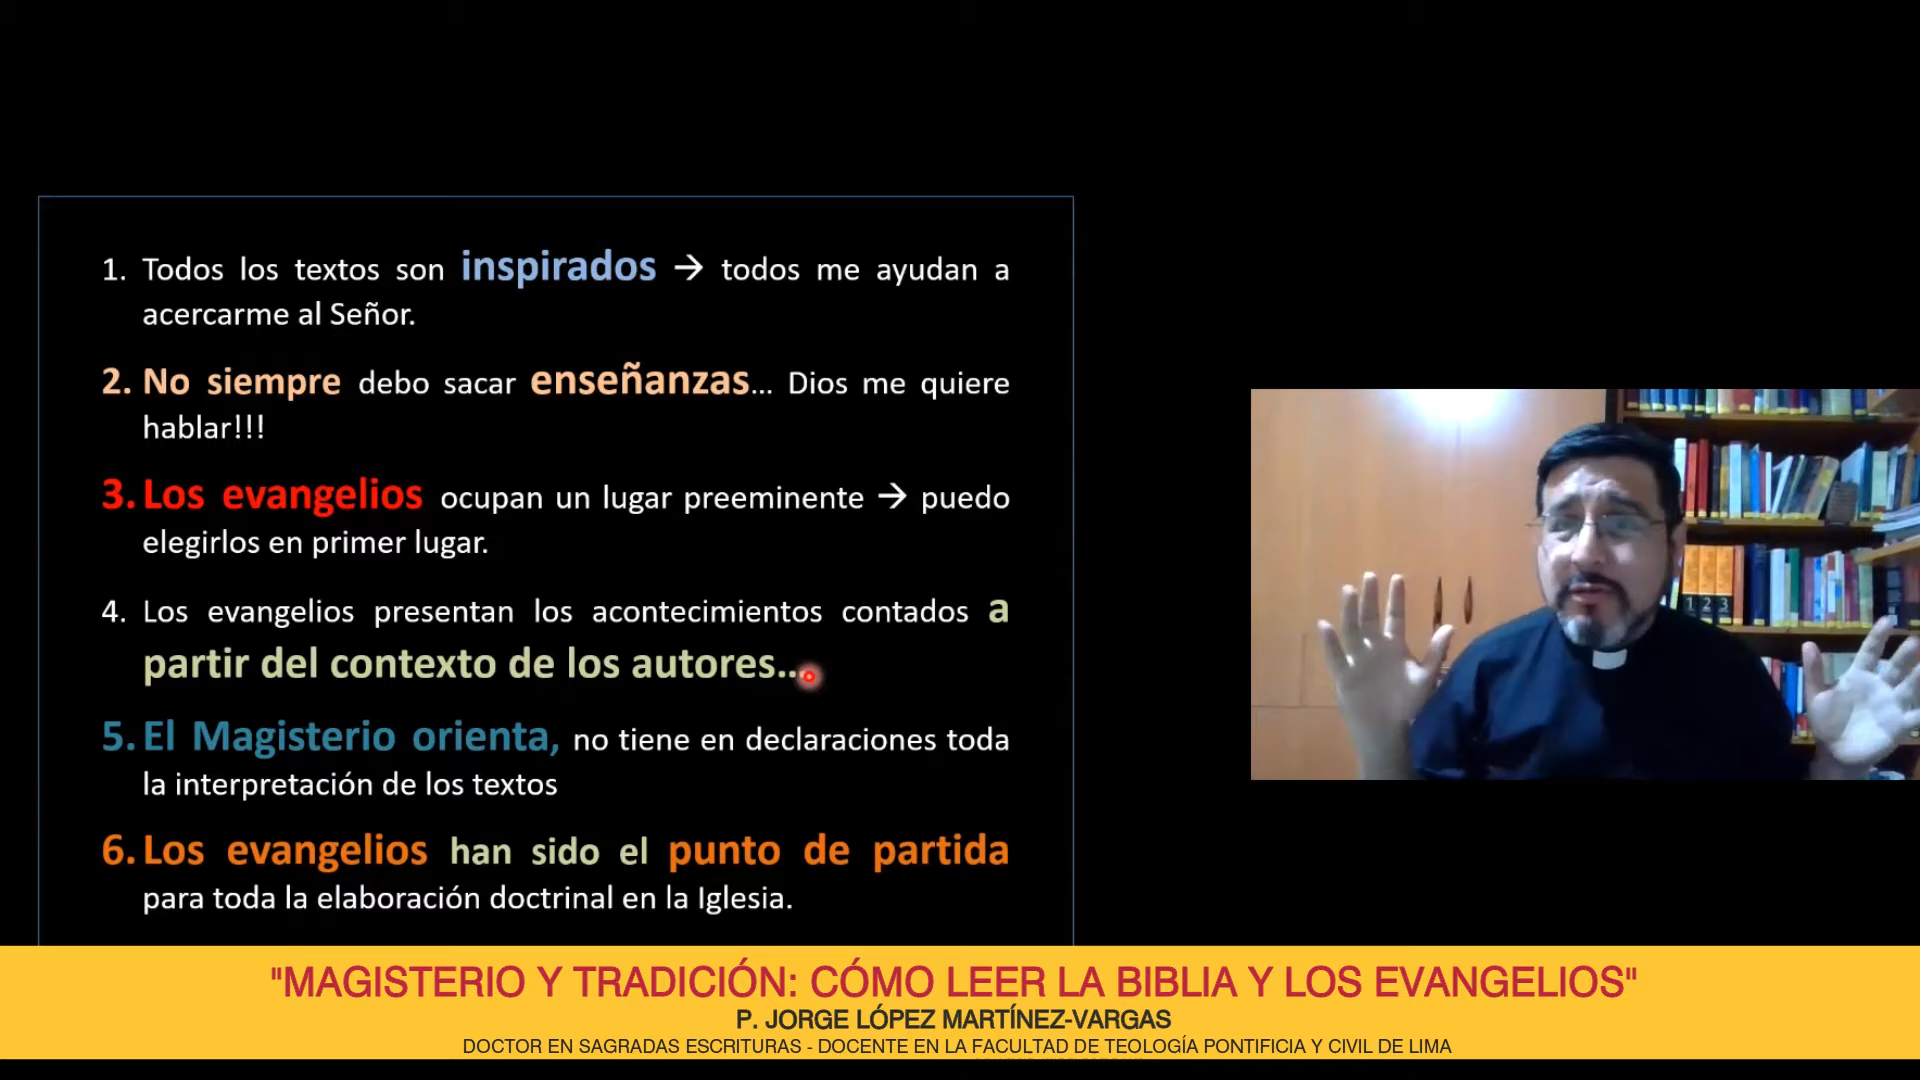 1. Todos los textos son inspirados → todos me ayudan a
acercarme al Señor.
2. No siempre debo sacar enseñanzas... Dios me quiere
hablar!!!
3. Los evangelios ocupan un lugar preeminente → puedo
elegirlos en primer lugar.
4. Los evangelios presentan los acontecimientos contados a
partir del contexto de los autores...
5. El Magisterio orienta, no tiene en declaraciones toda
la interpretación de los textos
6. Los evangelios han sido el punto de partida
para toda la elaboración doctrinal en la Iglesia.
1 2 3
"MAGISTERIO Y TRADICIÓN: CÓMO LEER LA BIBLIA Y LOS EVANGELIOS"
P. JORGE LÓPEZ MARTÍNEZ-VARGAS
DOCTOR EN SAGRADAS ESCRITURAS - DOCENTE EN LA FACULTAD DE TEOLOGÍA PONTIFICIA Y CIVIL DE LIMA